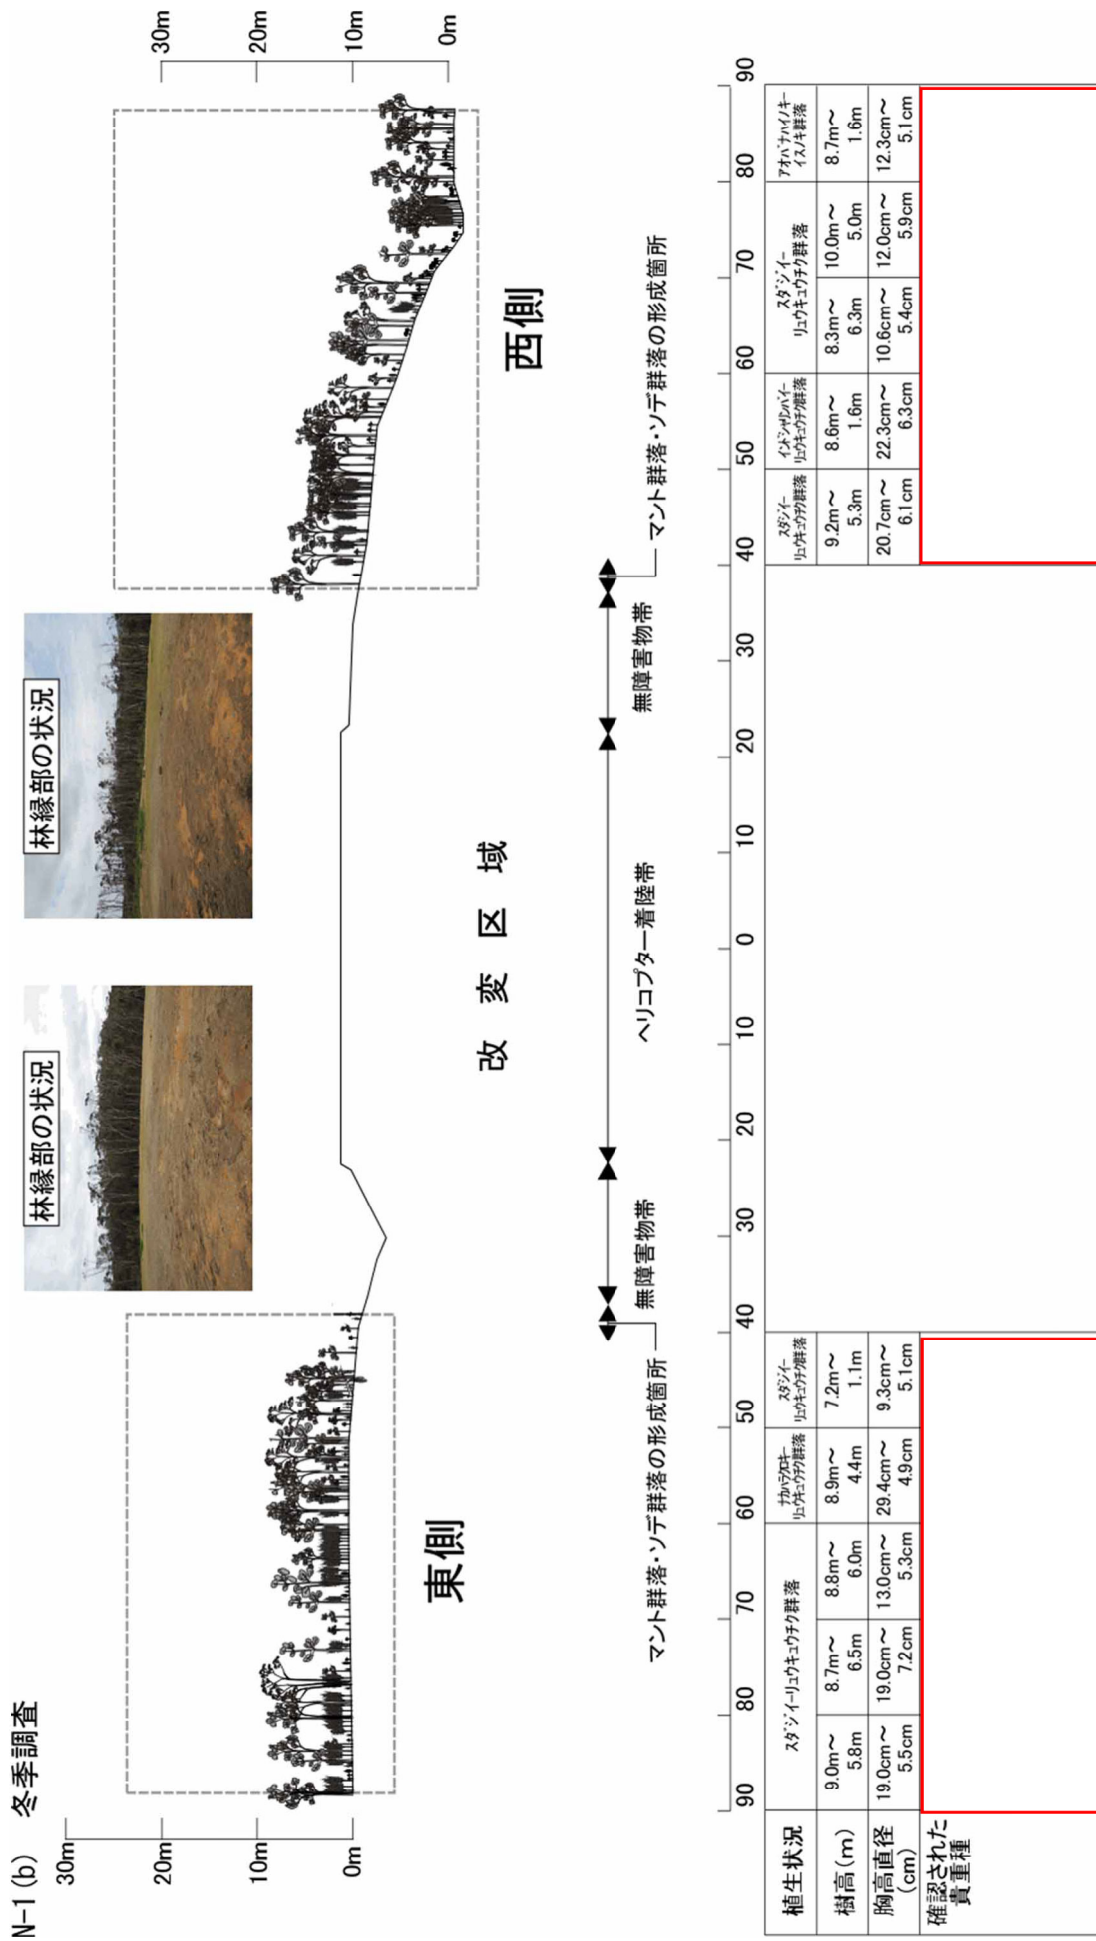 N-1(b) 冬季調査
林縁部の状況
林縁部の状況
30m
20m
10m
0m
30m
20m
10m
0m
東側
西側
改変区域
マント群落・ソデ群落の形成箇所
無障害物帯
ヘリコプター着陸帯
無障害物帯
マント群落・ソデ群落の形成箇所
90 80 70 60 50 40 30 20 10 0 10 20 30 40 50 60 70 80 90
植生状況
スダジイーリュウキュウチク群落
ナカハラクロキー
リュウキュウチク群落
スダジイー
リュウキュウチク群落
スダジイー
リュウキュウチク群落
インドシャリンバイー
リュウキュウチク群落
スダジイー
リュウキュウチク群落
アオバナハイノキー
イスノキ群落
樹高(m)
9.0m～
5.8m
8.7m～
6.5m
8.8m～
6.0m
8.9m～
4.4m
7.2m～
1.1m
9.2m～
5.3m
8.6m～
1.6m
8.3m～
6.3m
10.0m～
5.0m
8.7m～
1.6m
胸高直径
(cm)
19.0cm～
5.5cm
19.0cm～
7.2cm
13.0cm～
5.3cm
29.4cm～
4.9cm
9.3cm～
5.1cm
20.7cm～
6.1cm
22.3cm～
6.3cm
10.6cm～
5.4cm
12.0cm～
5.9cm
12.3cm～
5.1cm
確認された
貴重種